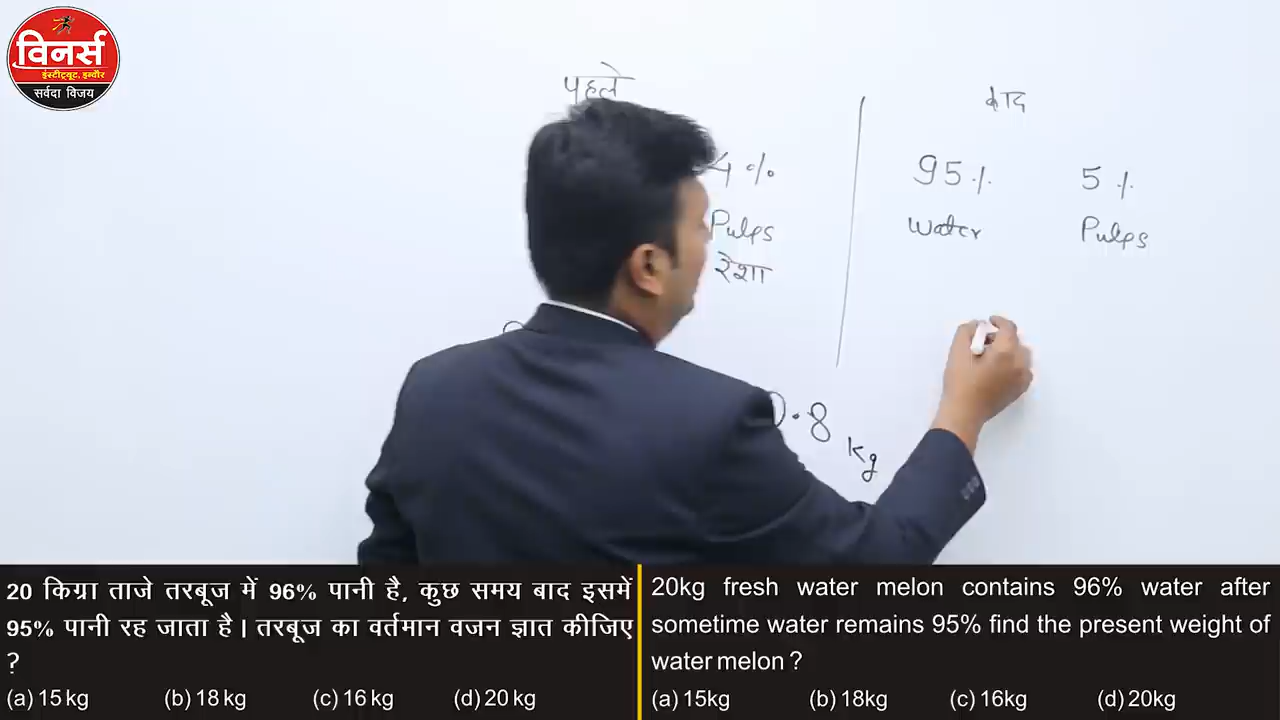 विनर्स
इंस्टीट्यूट, इन्दौर
सर्वदा विजय
पहले
बाद
4%
95%
5%
Pulps
water
Pulps
रेशा
0.8 kg
20 किग्रा ताजे तरबूज में 96% पानी है, कुछ समय बाद इसमें
95% पानी रह जाता है। तरबूज का वर्तमान वजन ज्ञात कीजिए
?
(a) 15 kg (b) 18 kg (c) 16 kg (d) 20 kg
20kg fresh water melon contains 96% water after
sometime water remains 95% find the present weight of
water melon ?
(a) 15kg (b) 18kg (c) 16kg (d) 20kg